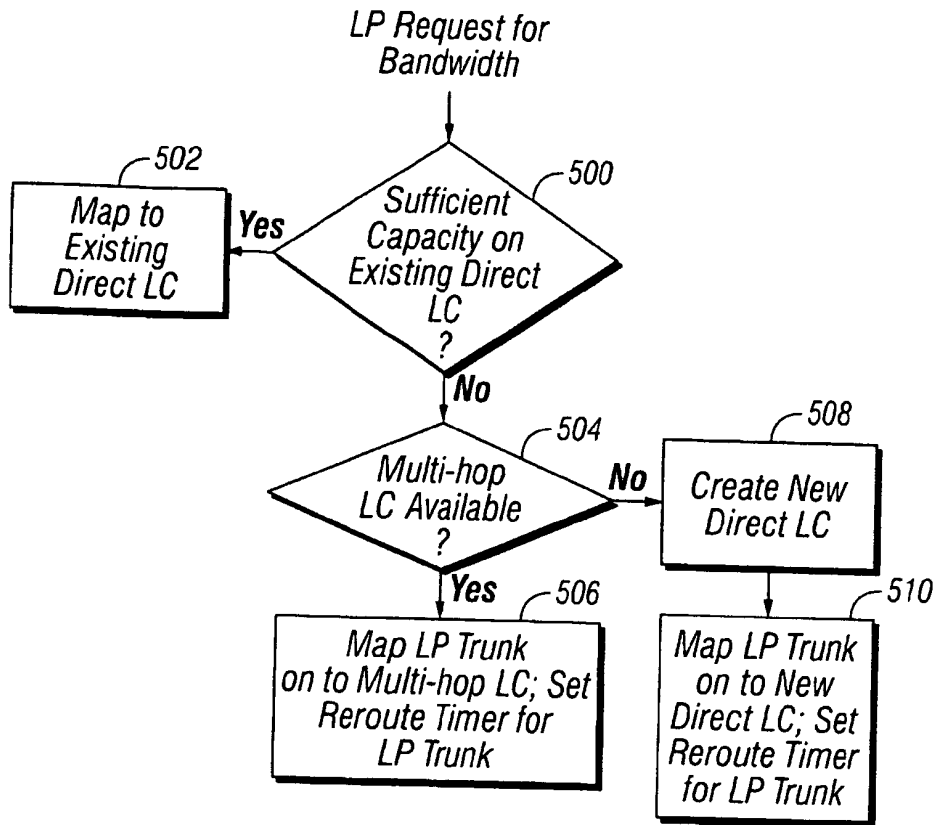 LP Request for
Bandwidth
502
500
Map to
Existing
Direct LC
Yes
Sufficient
Capacity on
Existing Direct
LC
?
No
504
508
Multi-hop
LC Available
?
No
Create New
Direct LC
Yes
506
510
Map LP Trunk
on to Multi-hop LC; Set
Reroute Timer for
LP Trunk
Map LP Trunk
on to New
Direct LC; Set
Reroute Timer
for LP Trunk